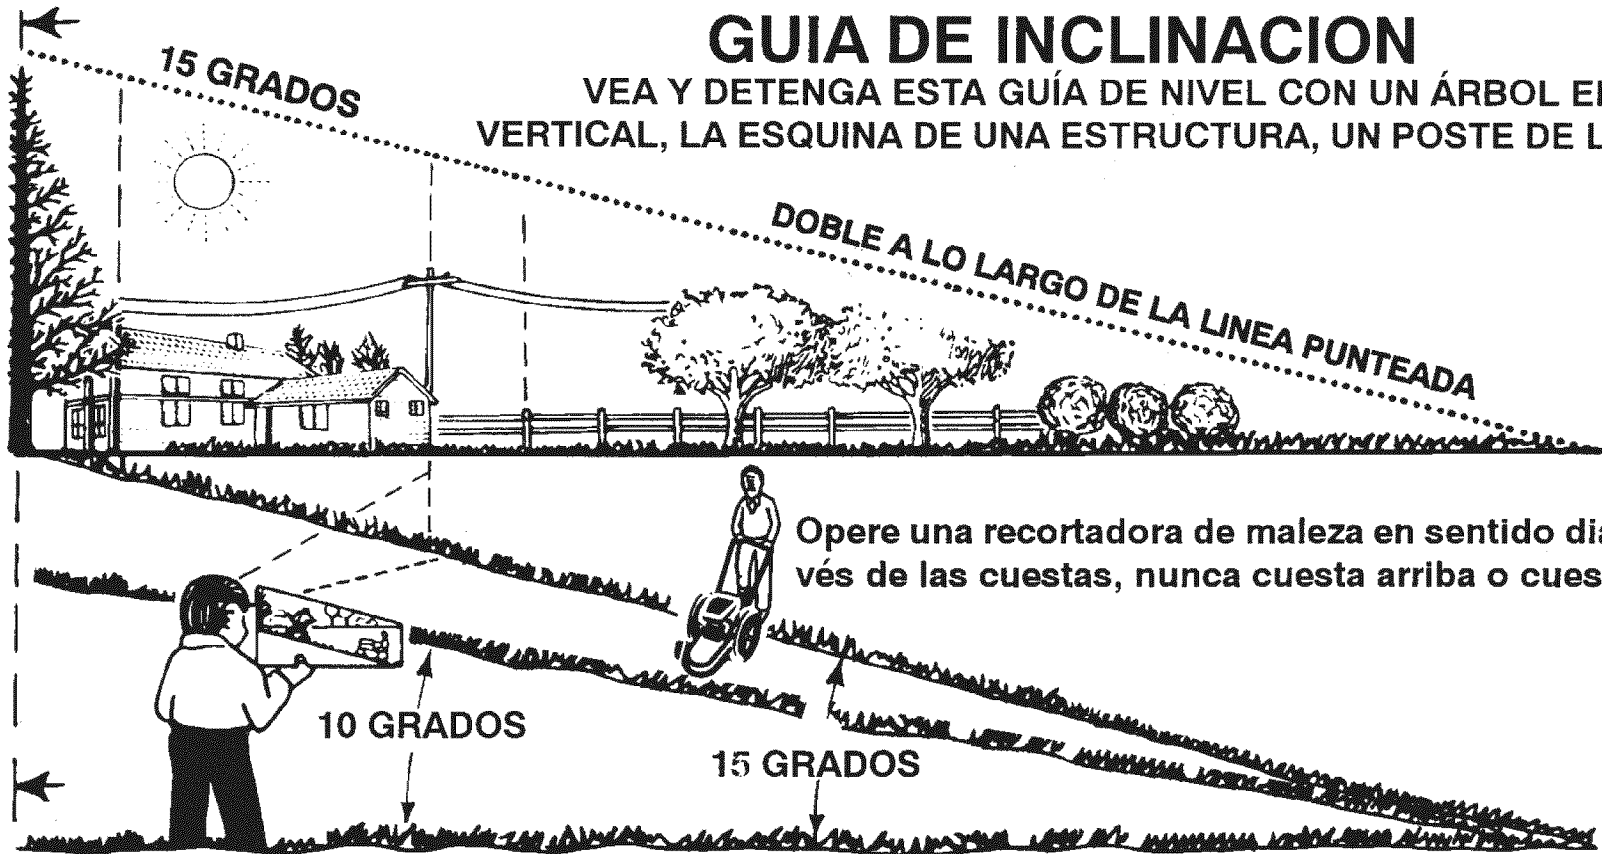 GUIA DE INCLINACION
VEA Y DETENGA ESTA GUÍA DE NIVEL CON UN ÁRBOL
VERTICAL, LA ESQUINA DE UNA ESTRUCTURA, UN POSTE DE
15 GRADOS
DOBLE A LO LARGO DE LA LINEA PUNTEADA
Opere una recortadora de maleza en sentido
vés de las cuestas, nunca cuesta arriba o
10 GRADOS
15 GRADOS